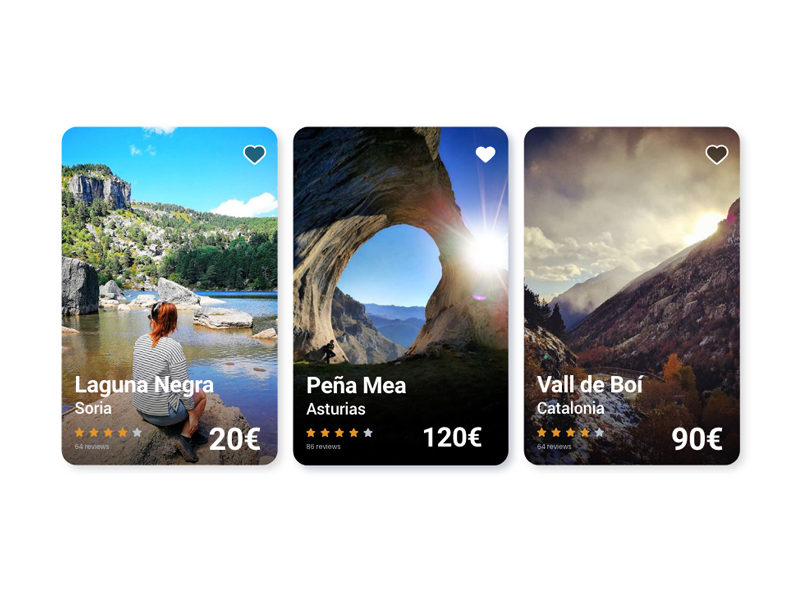 Laguna Negra
Soria
64 reviews
20€
Peña Mea
Asturias
86 reviews
120€
Vall de Boí
Catalonia
64 reviews
90€